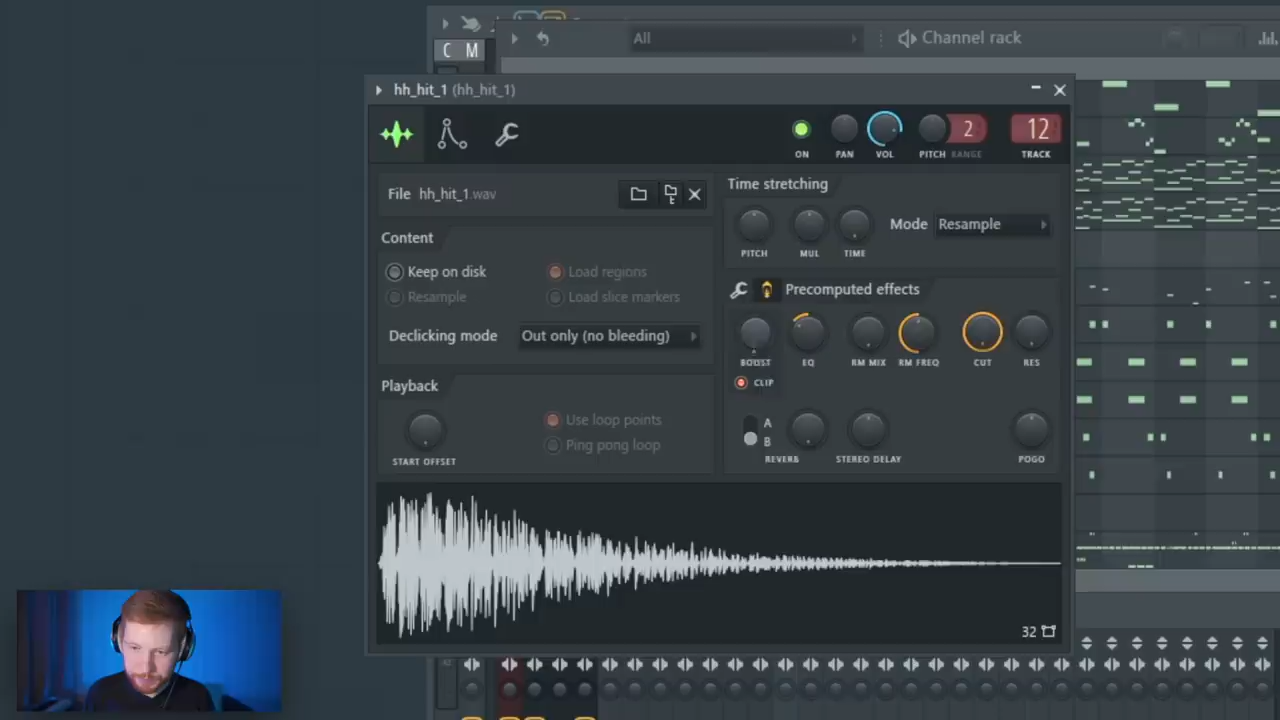 C M
All
Channel rack
hh_hit_1 (hh_hit_1)
2
12
ON PAN VOL PITCH RANGE TRACK
File hh_hit_1.wav
Time stretching
PITCH MUL TIME
Mode Resample
Content
Keep on disk
Load regions
Resample
Load slice markers
Declicking mode Out only (no bleeding)
Precomputed effects
BOOST EQ RM MIX RM FREQ CUT RES
CLIP
Playback
Use loop points
Ping pong loop
START OFFSET
A
B
REVERB STEREO DELAY POGO
32